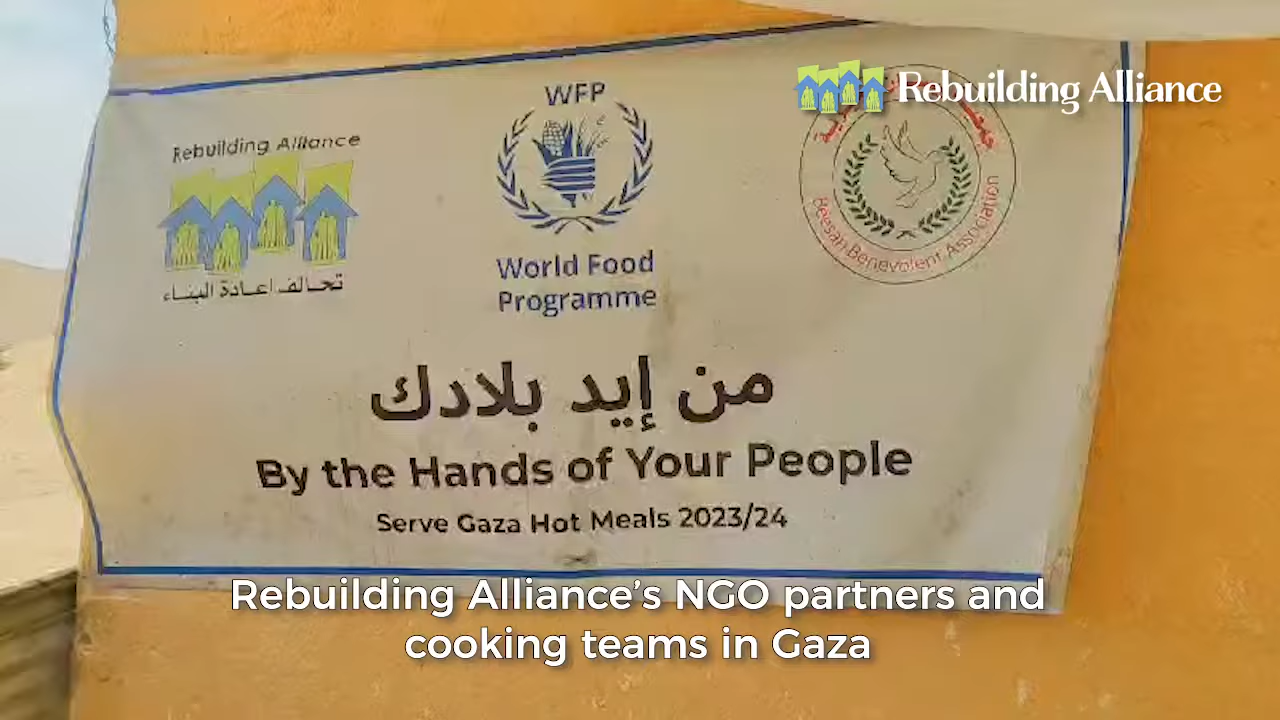 Rebuilding Alliance
WFP
Rebuilding Alliance
تحالف اعادة البناء
World Food
Programme
Beesan Benevolent Association
من إيد بلادك
By the Hands of Your People
Serve Gaza Hot Meals 2023/24
Rebuilding Alliance’s NGO partners and
cooking teams in Gaza